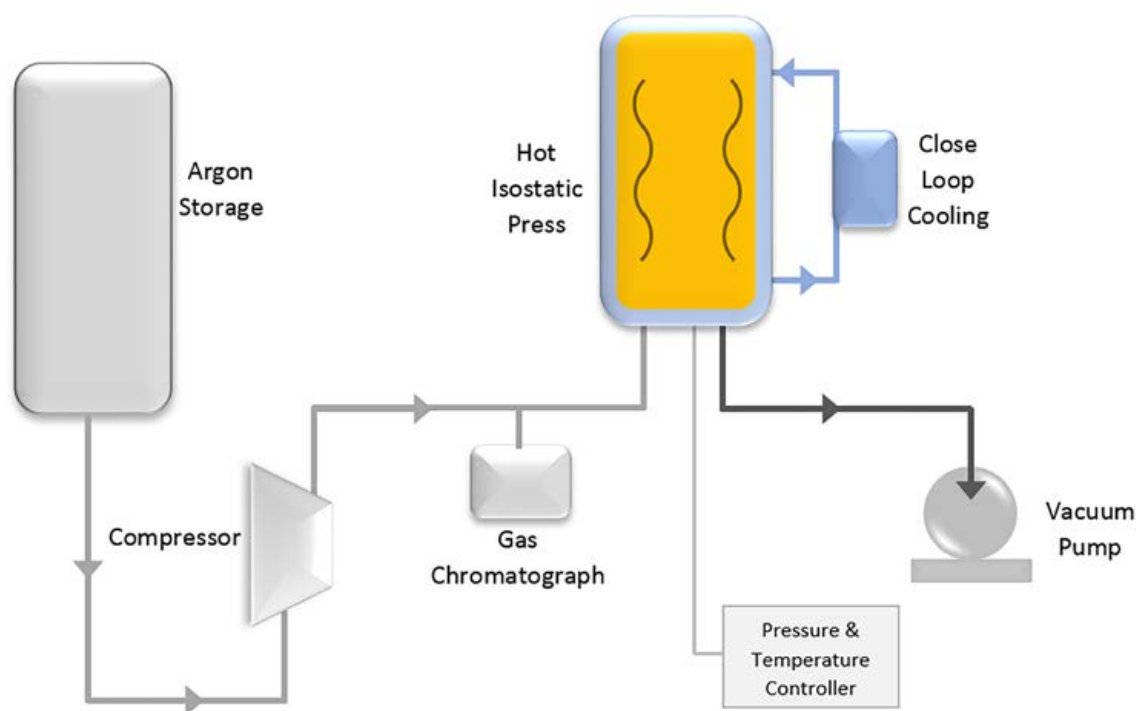 Argon
Storage
Hot
Isostatic
Press
Close
Loop
Cooling
Compressor
Gas
Chromatograph
Vacuum
Pump
Pressure &
Temperature
Controller